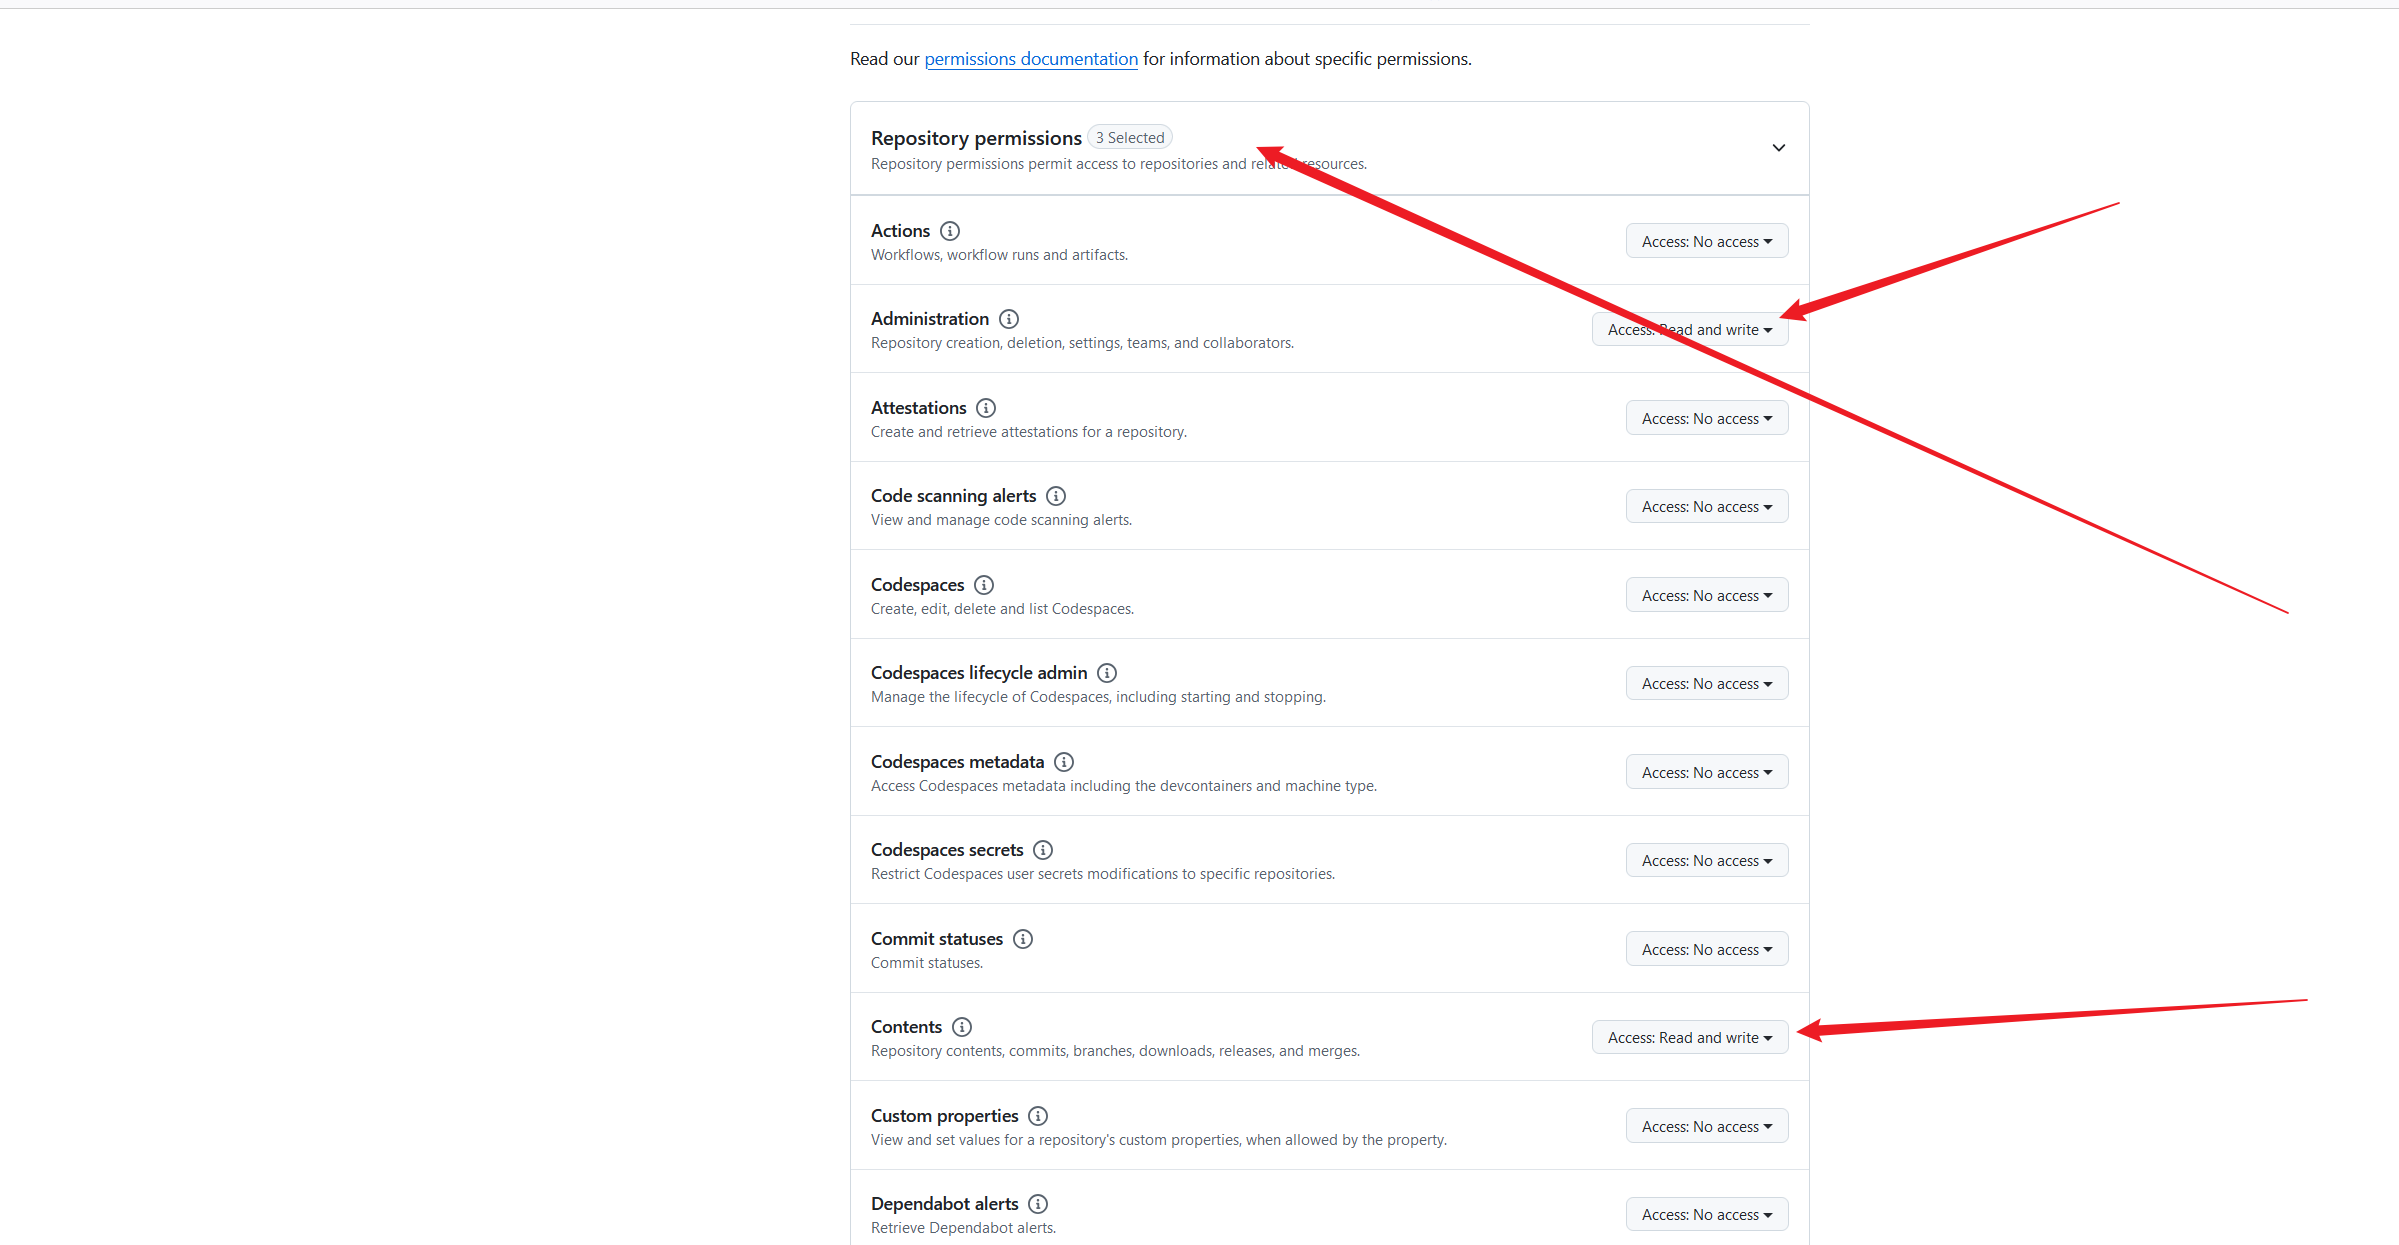 Read our permissions documentation for information about specific permissions.
Repository permissions 3 Selected
Repository permissions permit access to repositories and related resources.
Actions
Access: No access
Workflows, workflow runs and artifacts.
Administration
Access: Read and write
Repository creation, deletion, settings, teams, and collaborators.
Attestations
Access: No access
Create and retrieve attestations for a repository.
Code scanning alerts
Access: No access
View and manage code scanning alerts.
Codespaces
Access: No access
Create, edit, delete and list Codespaces.
Codespaces lifecycle admin
Access: No access
Manage the lifecycle of Codespaces, including starting and stopping.
Codespaces metadata
Access: No access
Access Codespaces metadata including the devcontainers and machine type.
Codespaces secrets
Access: No access
Restrict Codespaces user secrets modifications to specific repositories.
Commit statuses
Access: No access
Commit statuses.
Contents
Access: Read and write
Repository contents, commits, branches, downloads, releases, and merges.
Custom properties
Access: No access
View and set values for a repository's custom properties, when allowed by the property.
Dependabot alerts
Access: No access
Retrieve Dependabot alerts.